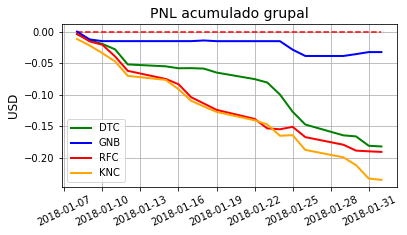 PNL acumulado grupal
0.00
−0.05
−0.10
−0.15
−0.20
USD
DTC
GNB
RFC
KNC
2018-01-07
2018-01-10
2018-01-13
2018-01-16
2018-01-19
2018-01-22
2018-01-25
2018-01-28
2018-01-31